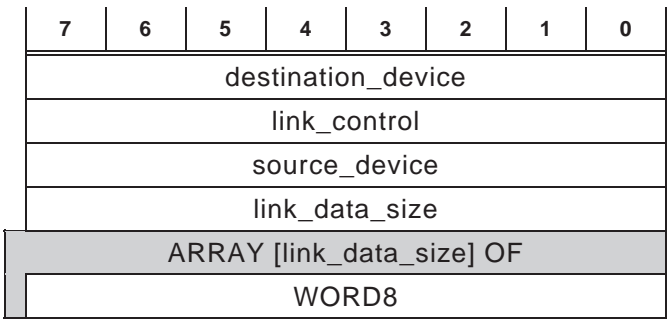 7 6 5 4 3 2 1 0
destination_device
link_control
source_device
link_data_size
ARRAY [link_data_size] OF
WORD8